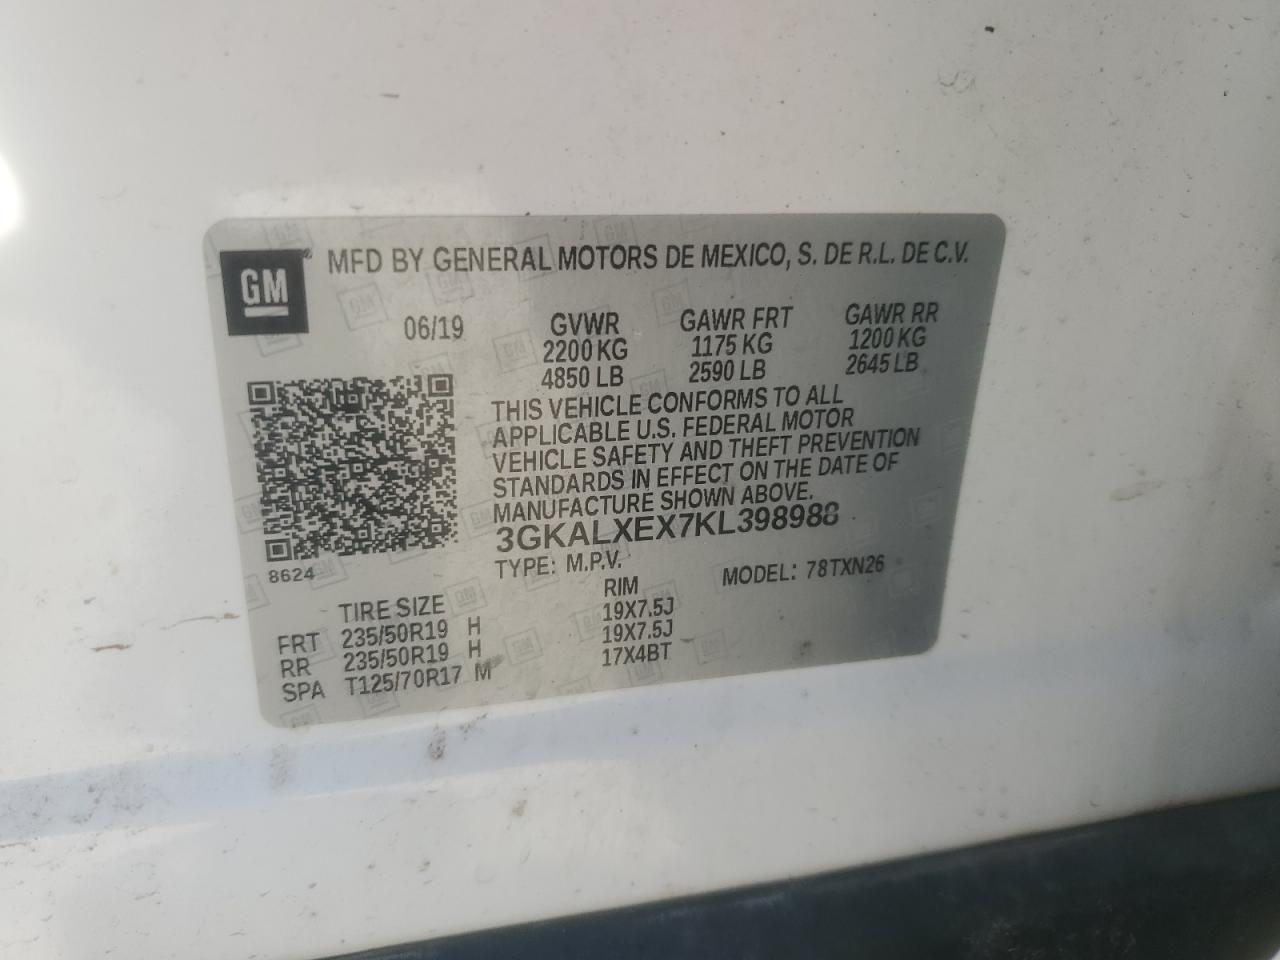 GM
MFD BY GENERAL MOTORS DE MEXICO, S. DE R.L. DE C.V.
06/19 GVWR GAWR FRT GAWR RR
2200 KG 1175 KG 1200 KG
4850 LB 2590 LB 2645 LB
THIS VEHICLE CONFORMS TO ALL
APPLICABLE U.S. FEDERAL MOTOR
VEHICLE SAFETY AND THEFT PREVENTION
STANDARDS IN EFFECT ON THE DATE OF
MANUFACTURE SHOWN ABOVE.
3GKALXEX7KL398988
8624
TYPE: M.P.V. MODEL: 78TXN26
TIRE SIZE RIM
FRT 235/50R19 H 19X7.5J
RR 235/50R19 H 19X7.5J
SPA T125/70R17 M 17X4BT